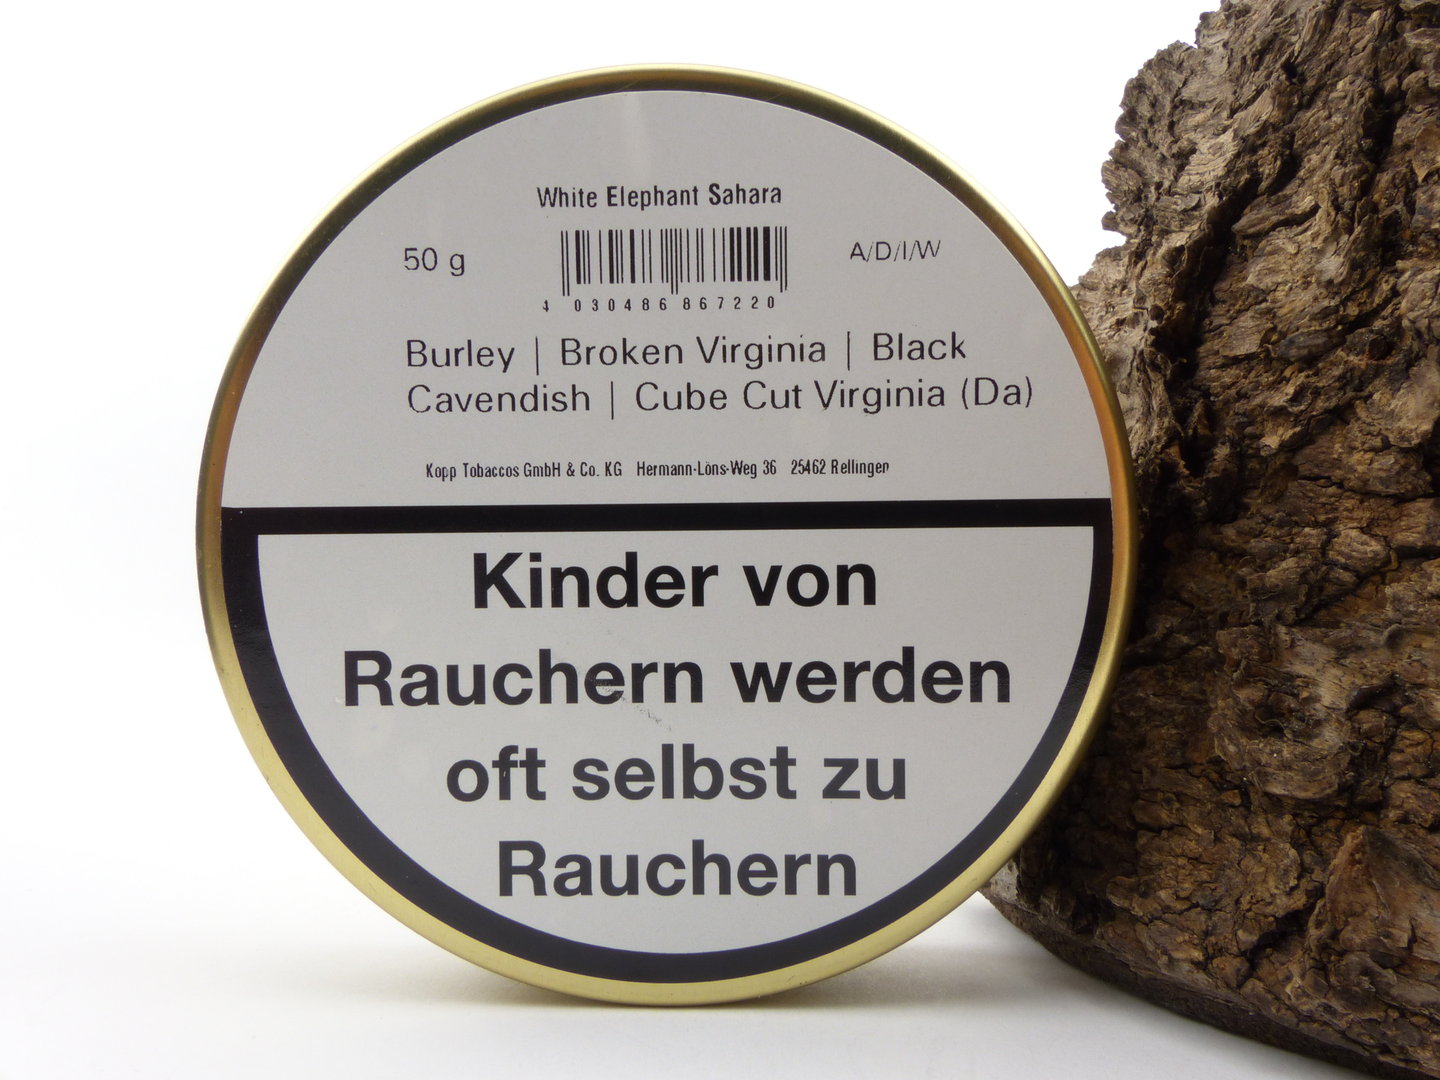 White Elephant Sahara
50 g
A/D/I/W
4 030486 867220
Burley | Broken Virginia | Black
Cavendish | Cube Cut Virginia (Da)
Kopp Tobaccos GmbH & Co. KG Hermann-Löns-Weg 36 25462 Rellingen
Kinder von
Rauchern werden
oft selbst zu
Rauchern